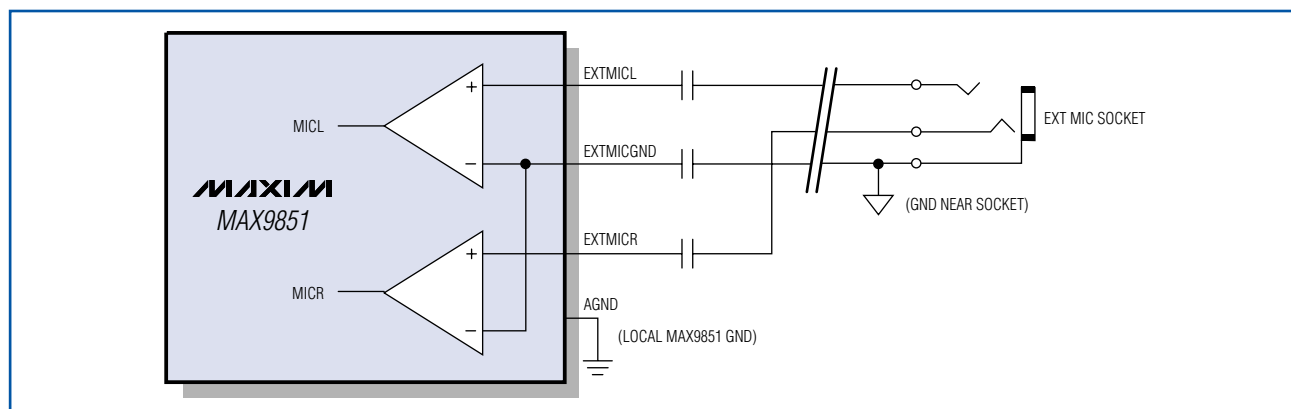 EXTMICL
+
MICL
EXT MIC SOCKET
EXTMICGND
−
MAXIM
MAX9851
(GND NEAR SOCKET)
EXTMICR
+
MICR
AGND
−
(LOCAL MAX9851 GND)